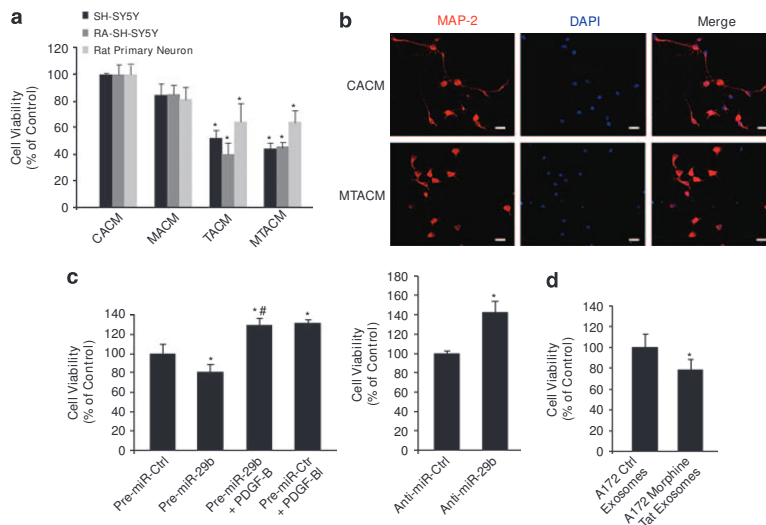 a
SH-SY5Y
RA-SH-SY5Y
Rat Primary Neuron
Cell Viability
(% of Control)
120
100
80
60
40
20
0
* * * * * *
CACM
MACM
TACM
MTACM
b
MAP-2
DAPI
Merge
CACM
MTACM
c
Cell Viability
(% of Control)
140
120
100
80
60
40
20
0
*
* #
*
Pre-miR-Ctrl
Pre-miR-29b
Pre-miR-29b
+ PDGF-B
Pre-miR-Ctr
+ PDGF-Bl
Cell Viability
(% of Control)
180
160
140
120
100
80
60
40
20
0
*
Anti-miR-Ctrl
Anti-miR-29b
d
Cell Viability
(% of Control)
140
120
100
80
60
40
20
0
*
A172 Ctrl
Exosomes
A172 Morphine
Tat Exosomes